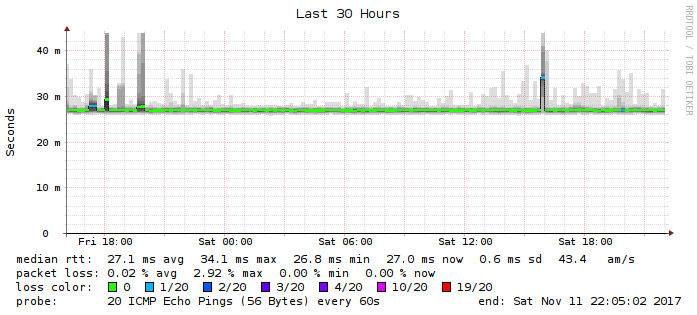 Last 30 Hours
RRDTOOL / TOBI OETIKER
Seconds
40 m
30 m
20 m
10 m
0
Fri 18:00 Sat 00:00 Sat 06:00 Sat 12:00 Sat 18:00
median rtt: 27.1 ms avg 34.1 ms max 26.8 ms min 27.0 ms now 0.6 ms sd 43.4 am/s
packet loss: 0.02 % avg 2.92 % max 0.00 % min 0.00 % now
loss color: 0 1/20 2/20 3/20 4/20 10/20 19/20
probe: 20 ICMP Echo Pings (56 Bytes) every 60s end: Sat Nov 11 22:05:02 2017